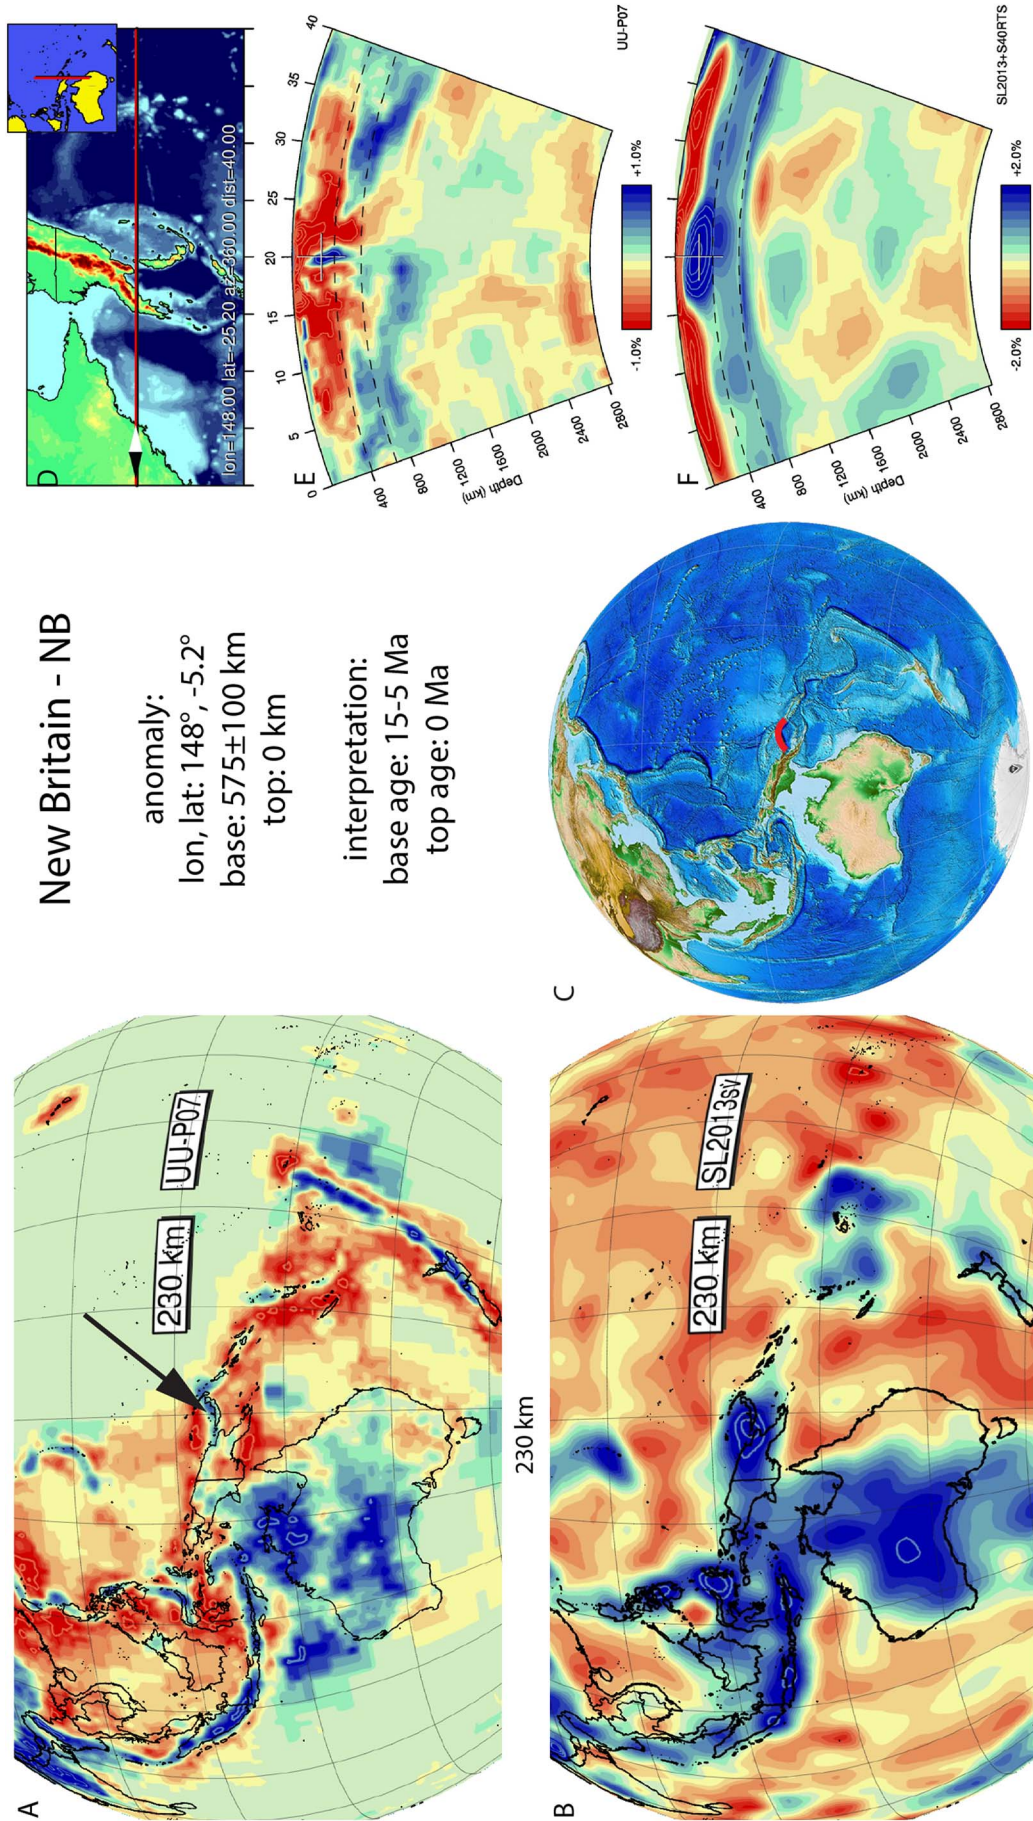 New Britain - NB
anomaly:
lon, lat: 148°, -5.2°
base: 575±100 km
top: 0 km
interpretation:
base age: 15-5 Ma
top age: 0 Ma
A
230 km
UU-P07
230 km
B
230 km
SL2013sv
C
D
lon=148.00 lat=-25.20 az=360.00 dist=40.00
E
0
5
10
15
20
25
30
35
40
400
800
1200
1600
2000
2400
2800
Depth (km)
-1.0%
+1.0%
UU-P07
F
400
800
1200
1600
2000
2400
2800
Depth (km)
-2.0%
+2.0%
SL2013+S40RTS